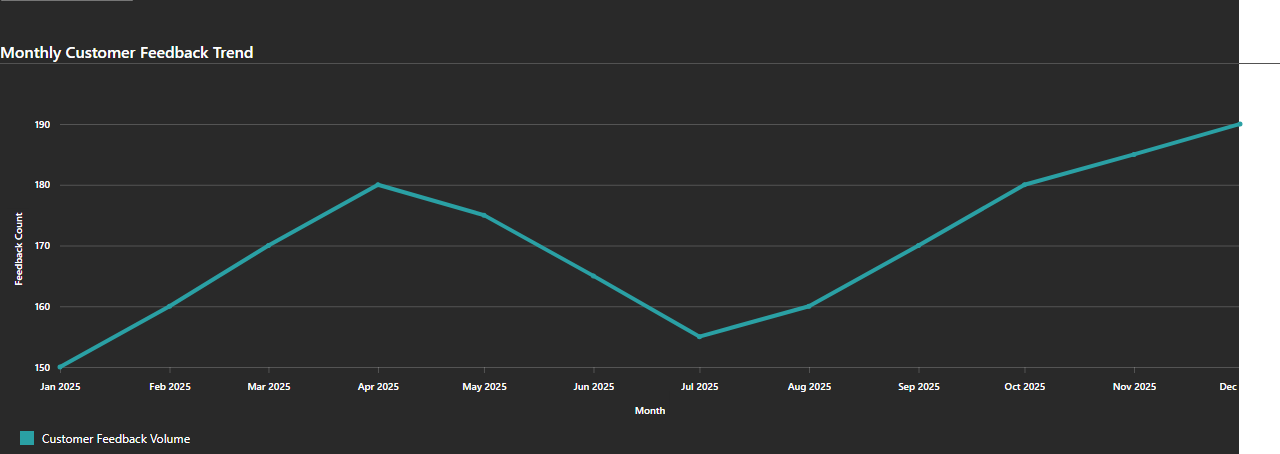 Monthly Customer Feedback Trend
190
180
170
160
150
Feedback Count
Jan 2025 Feb 2025 Mar 2025 Apr 2025 May 2025 Jun 2025 Jul 2025 Aug 2025 Sep 2025 Oct 2025 Nov 2025 Dec
Month
Customer Feedback Volume